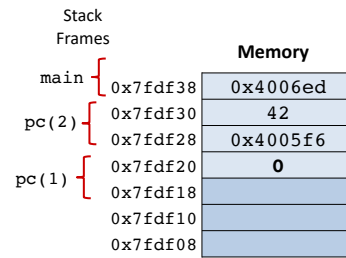 Stack
Frames
Memory
main
0x7fdf38 0x4006ed
pc(2)
0x7fdf30 42
0x7fdf28 0x4005f6
pc(1)
0x7fdf20 0
0x7fdf18
0x7fdf10
0x7fdf08